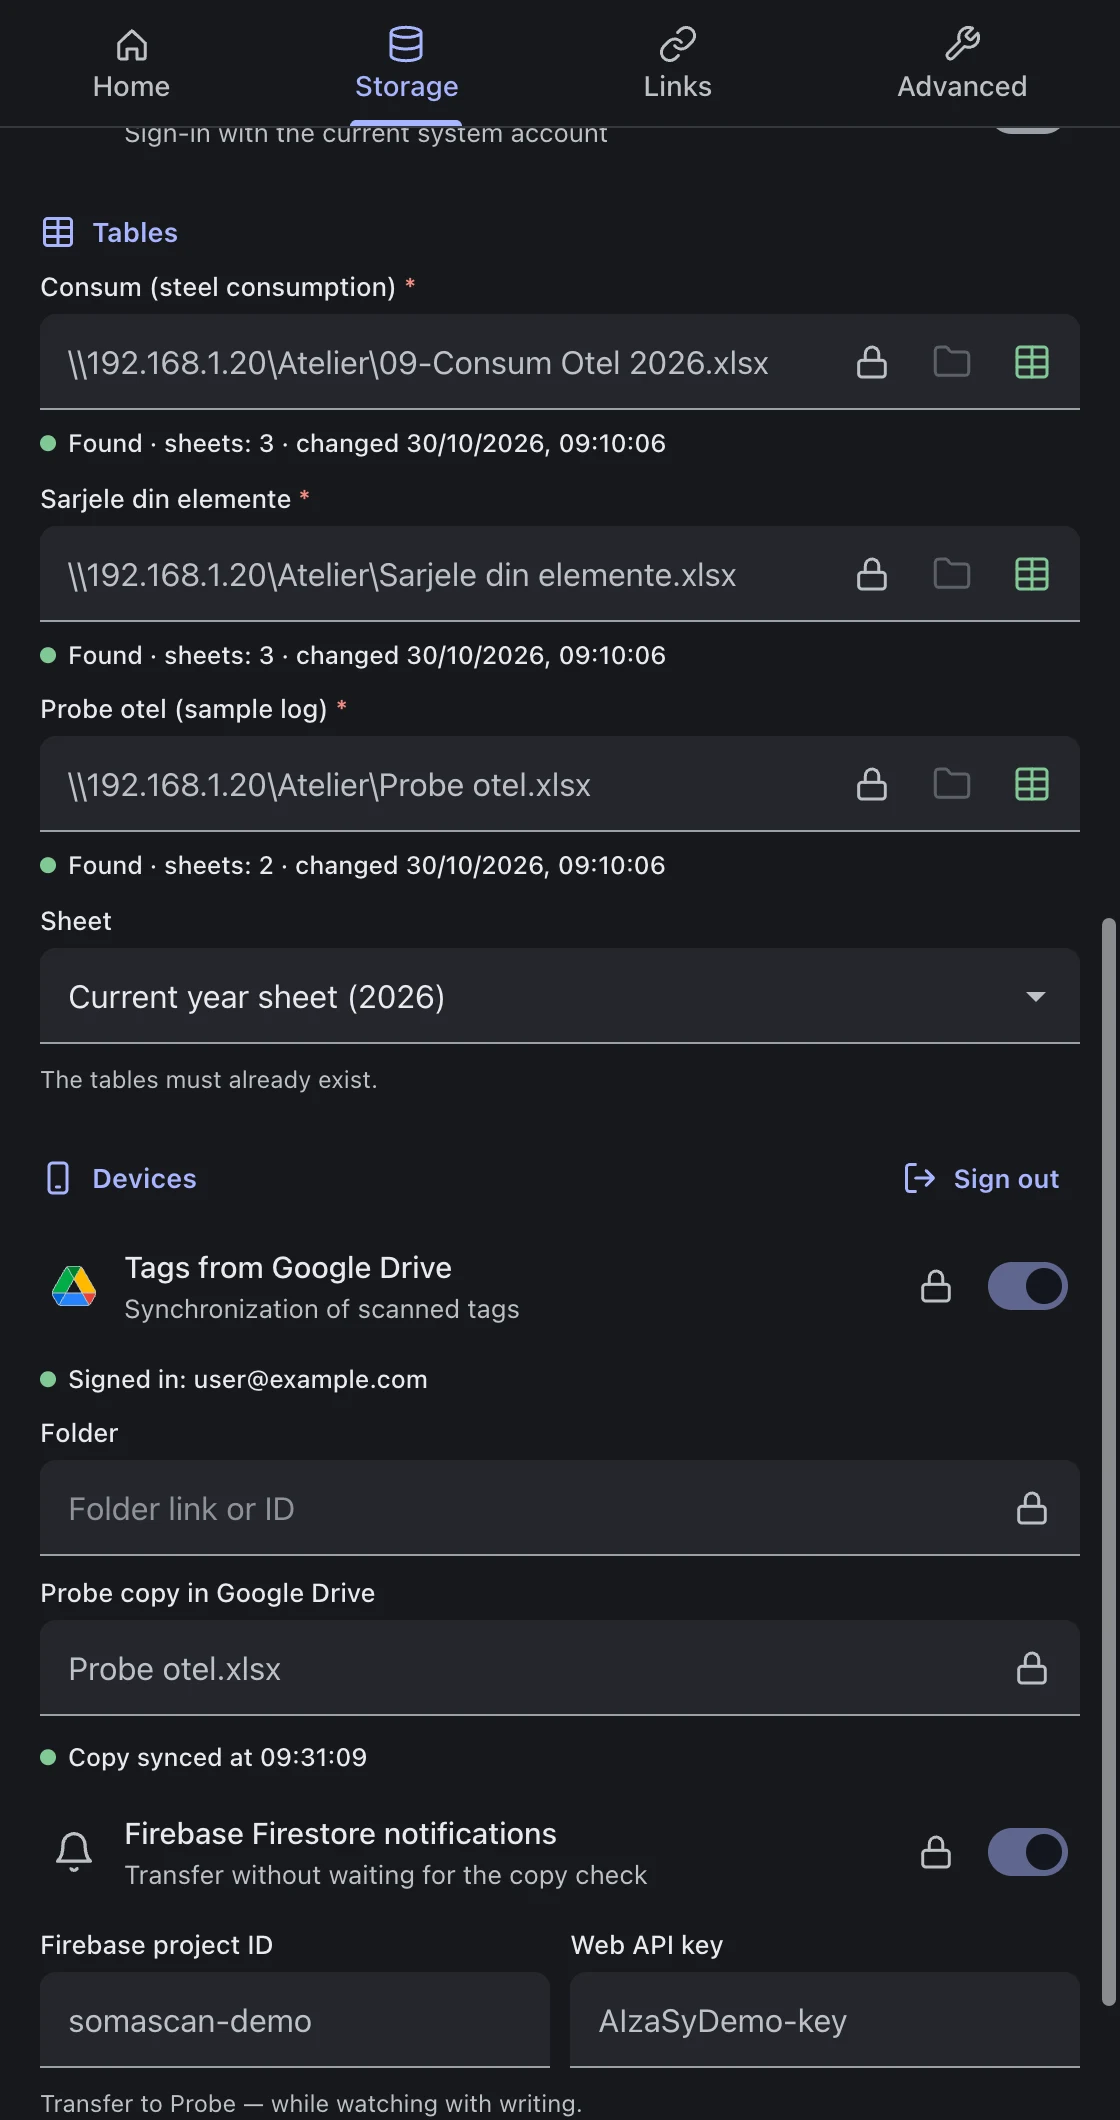 Home
Storage
Links
Advanced
Sign-in with the current system account
Tables
Consum (steel consumption) *
\\192.168.1.20\Atelier\09-Consum Otel 2026.xlsx
Found · sheets: 3 · changed 30/10/2026, 09:10:06
Sarjele din elemente *
\\192.168.1.20\Atelier\Sarjele din elemente.xlsx
Found · sheets: 3 · changed 30/10/2026, 09:10:06
Probe otel (sample log) *
\\192.168.1.20\Atelier\Probe otel.xlsx
Found · sheets: 2 · changed 30/10/2026, 09:10:06
Sheet
Current year sheet (2026)
The tables must already exist.
Devices
Sign out
Tags from Google Drive
Synchronization of scanned tags
Signed in: user@example.com
Folder
Folder link or ID
Probe copy in Google Drive
Probe otel.xlsx
Copy synced at 09:31:09
Firebase Firestore notifications
Transfer without waiting for the copy check
Firebase project ID
Web API key
somascan-demo
AIzaSyDemo-key
Transfer to Probe — while watching with writing.